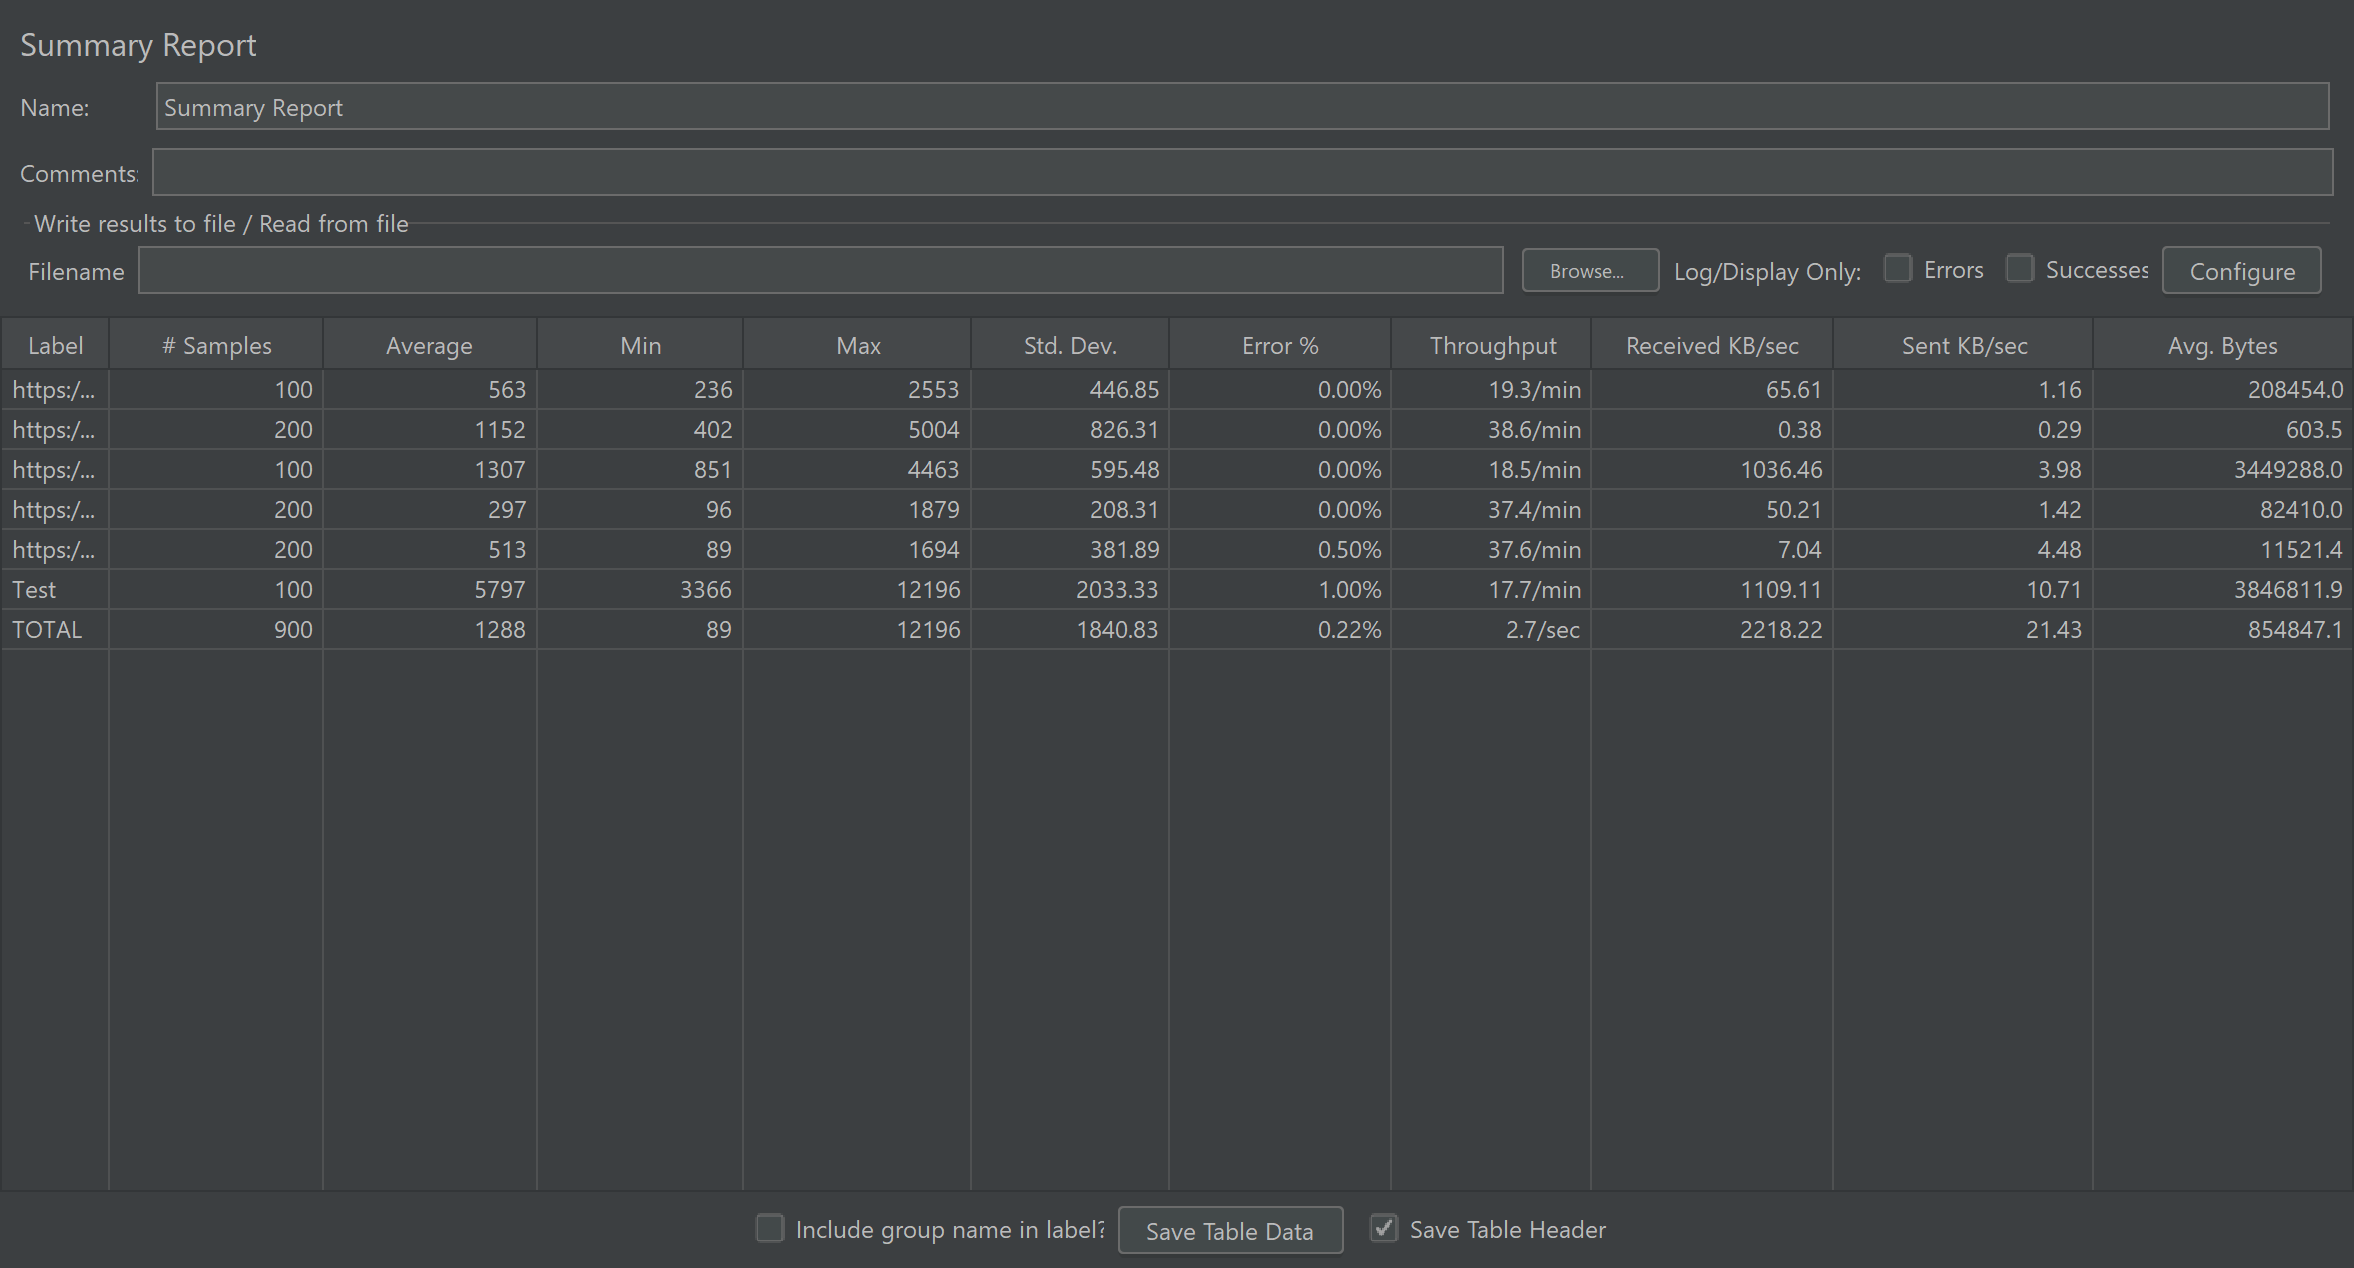 Summary Report
Name: Summary Report
Comments:
Write results to file / Read from file
Filename Browse... Log/Display Only: Errors Successes Configure
Label # Samples Average Min Max Std. Dev. Error % Throughput Received KB/sec Sent KB/sec Avg. Bytes
https:/... 100 563 236 2553 446.85 0.00% 19.3/min 65.61 1.16 208454.0
https:/... 200 1152 402 5004 826.31 0.00% 38.6/min 0.38 0.29 603.5
https:/... 100 1307 851 4463 595.48 0.00% 18.5/min 1036.46 3.98 3449288.0
https:/... 200 297 96 1879 208.31 0.00% 37.4/min 50.21 1.42 82410.0
https:/... 200 513 89 1694 381.89 0.50% 37.6/min 7.04 4.48 11521.4
Test 100 5797 3366 12196 2033.33 1.00% 17.7/min 1109.11 10.71 3846811.9
TOTAL 900 1288 89 12196 1840.83 0.22% 2.7/sec 2218.22 21.43 854847.1
Include group name in label? Save Table Data Save Table Header